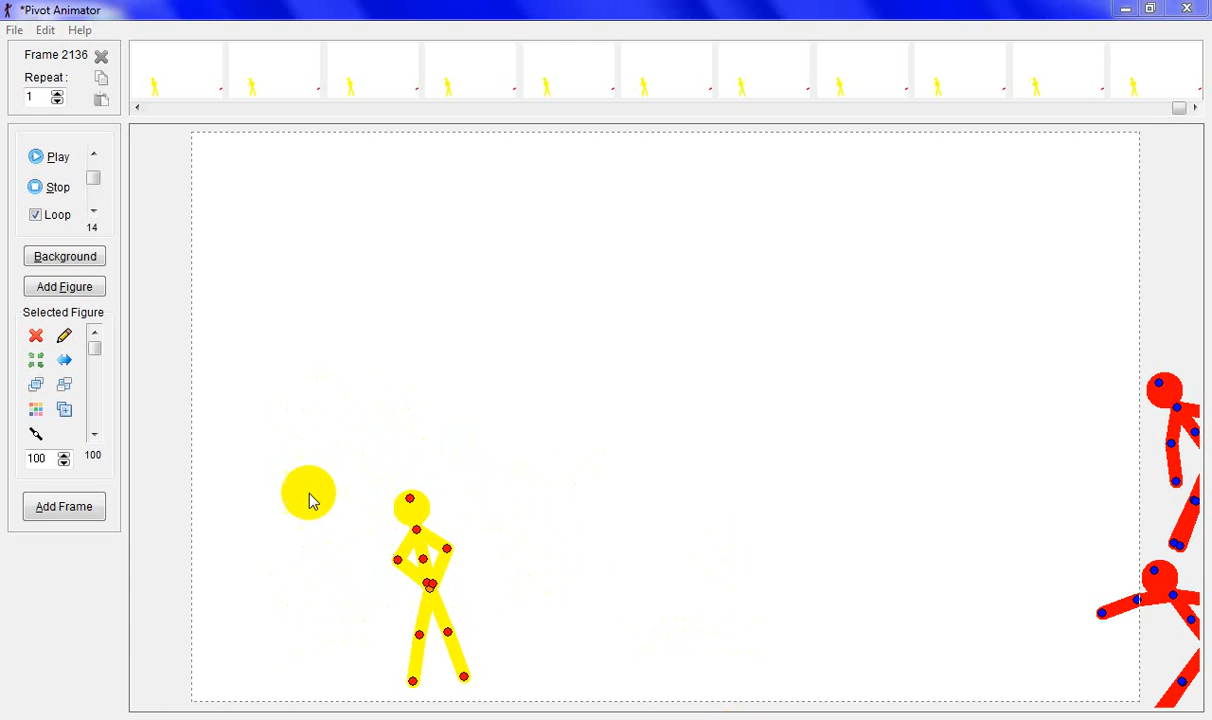 *Pivot Animator
File Edit Help
Frame 2136
Repeat:
1
Play
Stop
Loop
14
Background
Add Figure
Selected Figure
100
100
Add Frame